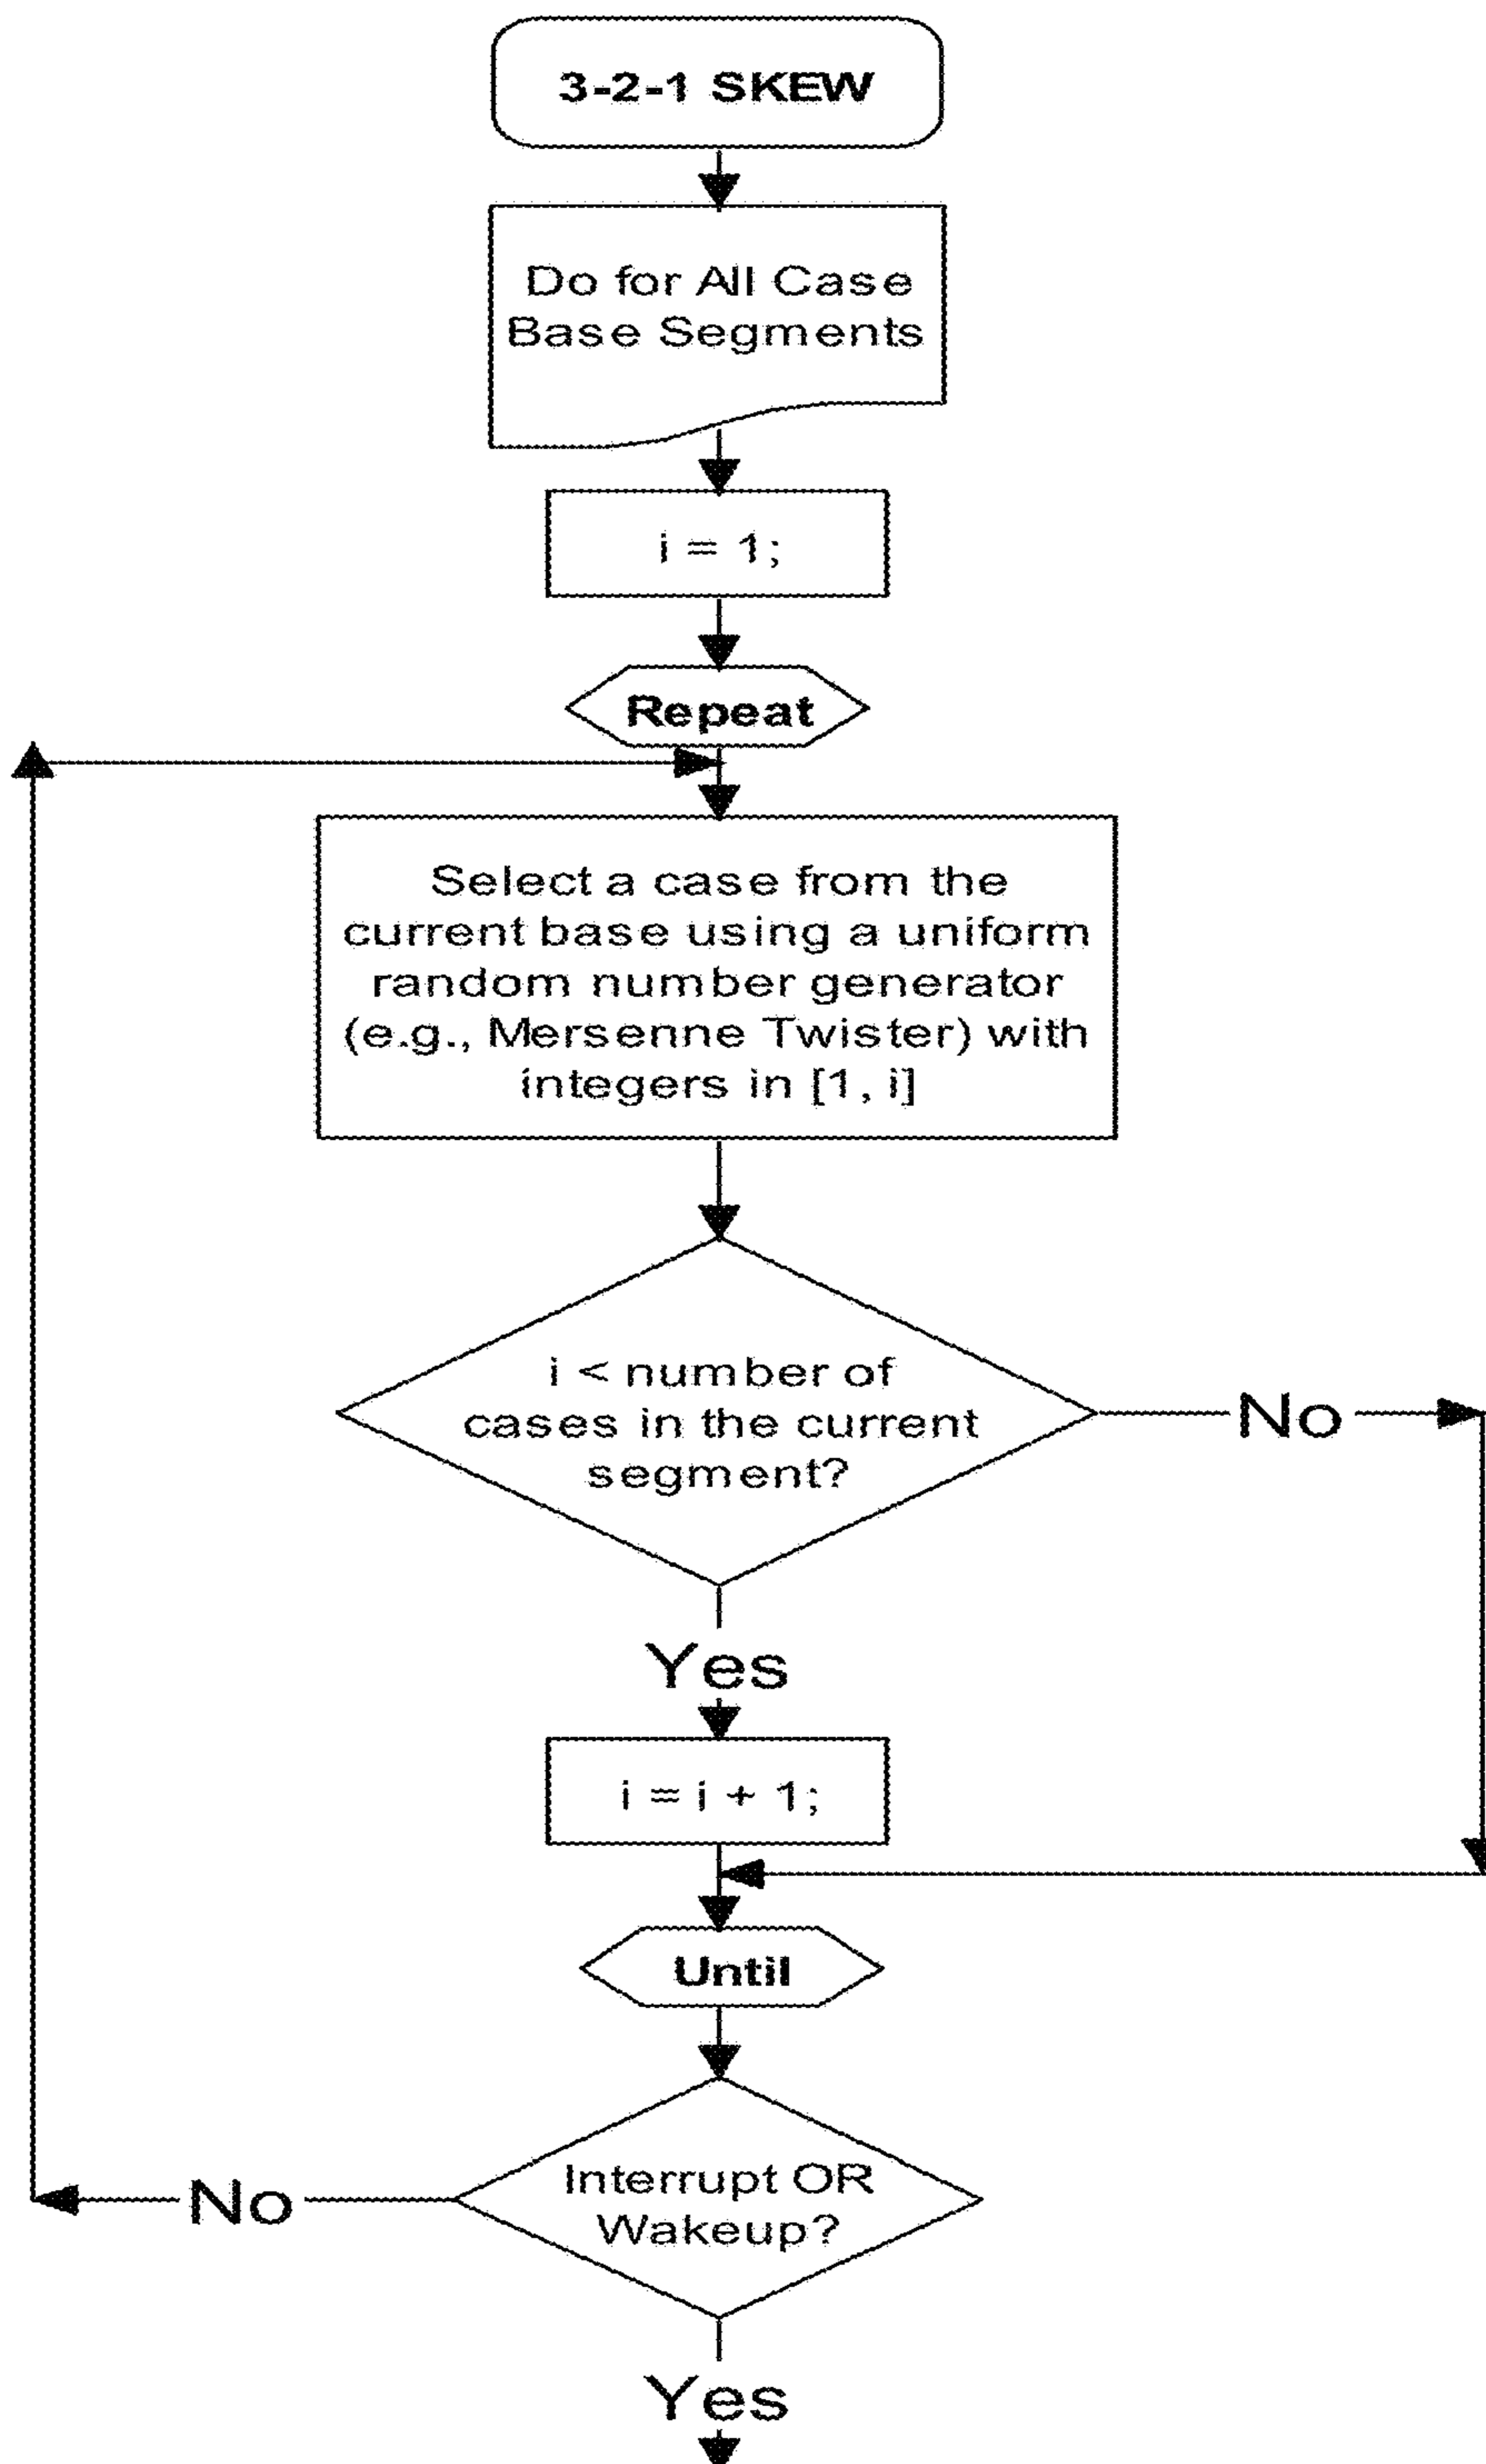 3-2-1 SKEW
Do for All Case
Base Segments
i = 1;
Repeat
Select a case from the
current base using a uniform
random number generator
(e.g., Mersenne Twister) with
integers in [1, i]
i < number of
cases in the current
segment?
No
Yes
i = i + 1;
Until
Interrupt OR
Wakeup?
No
Yes